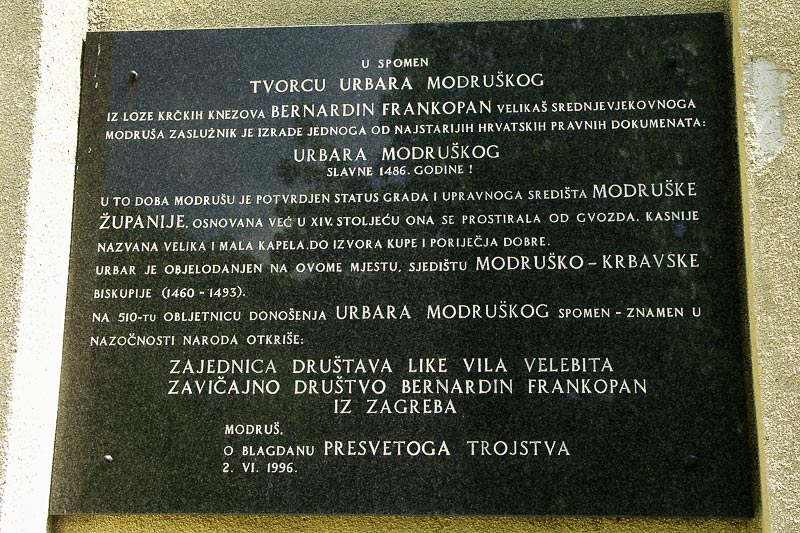 U SPOMEN
TVORCU URBARA MODRUŠKOG
IZ LOZE KRČKIH KNEZOVA BERNARDIN FRANKOPAN VELIKAŠ SREDNJEVJEKOVNOGA
MODRUŠA ZASLUŽNIK JE IZRADE JEDNOGA OD NAJSTARIJIH HRVATSKIH PRAVNIH DOKUMENATA:
URBARA MODRUŠKOG
SLAVNE 1486. GODINE !
U TO DOBA MODRUŠU JE POTVRDJEN STATUS GRADA I UPRAVNOGA SREDIŠTA MODRUŠKE
ŽUPANIJE, OSNOVANA VEĆ U XIV. STOLJEĆU ONA SE PROSTIRALA OD GVOZDA, KASNIJE
NAZVANA VELIKA I MALA KAPELA, DO IZVORA KUPE I PORIJEČJA DOBRE.
URBAR JE OBJELODANJEN NA OVOME MJESTU, SJEDIŠTU MODRUŠKO - KRBAVSKE
BISKUPIJE (1460 - 1493).
NA 510-TU OBLJETNICU DONOŠENJA URBARA MODRUŠKOG SPOMEN - ZNAMEN U
NAZOČNOSTI NARODA OTKRIŠE:
ZAJEDNICA DRUŠTAVA LIKE VILA VELEBITA
ZAVIČAJNO DRUŠTVO BERNARDIN FRANKOPAN
IZ ZAGREBA
MODRUŠ,
O BLAGDANU PRESVETOGA TROJSTVA
2. VI. 1996.